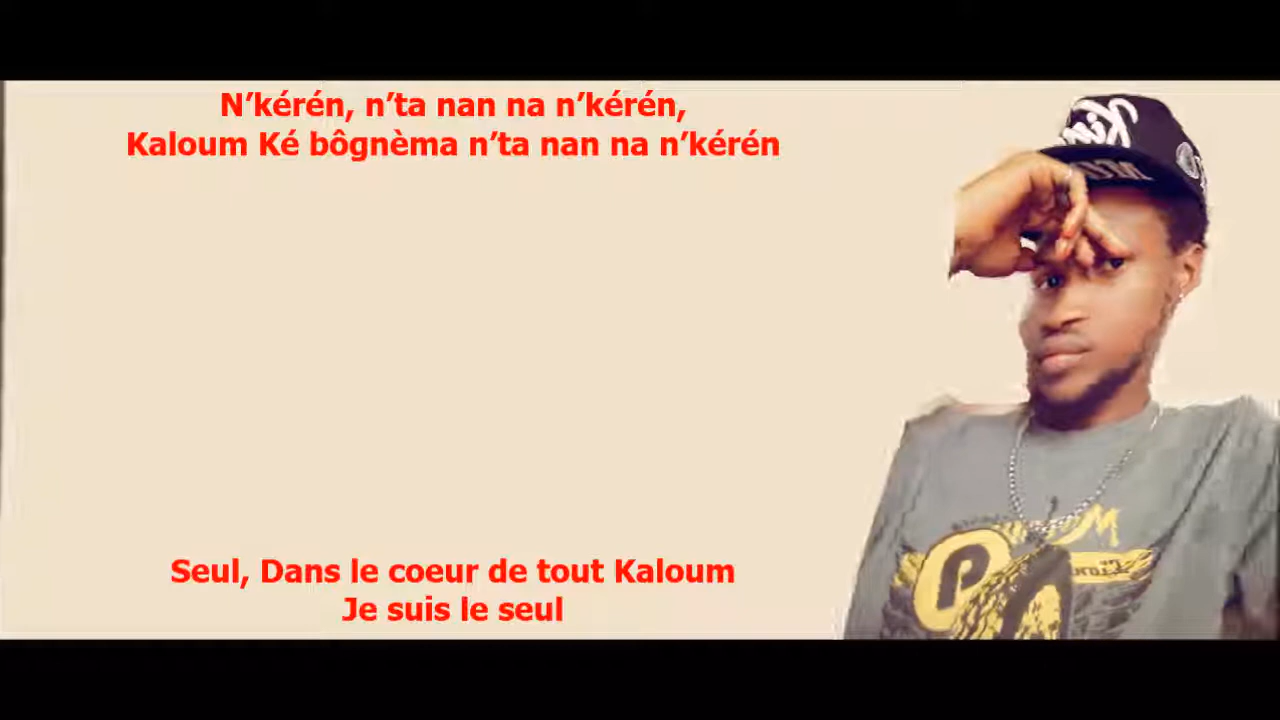 N’kérén, n’ta nan na n’kérén,
Kaloum Ké bôgnèma n’ta nan na n’kérén
Seul, Dans le coeur de tout Kaloum
Je suis le seul